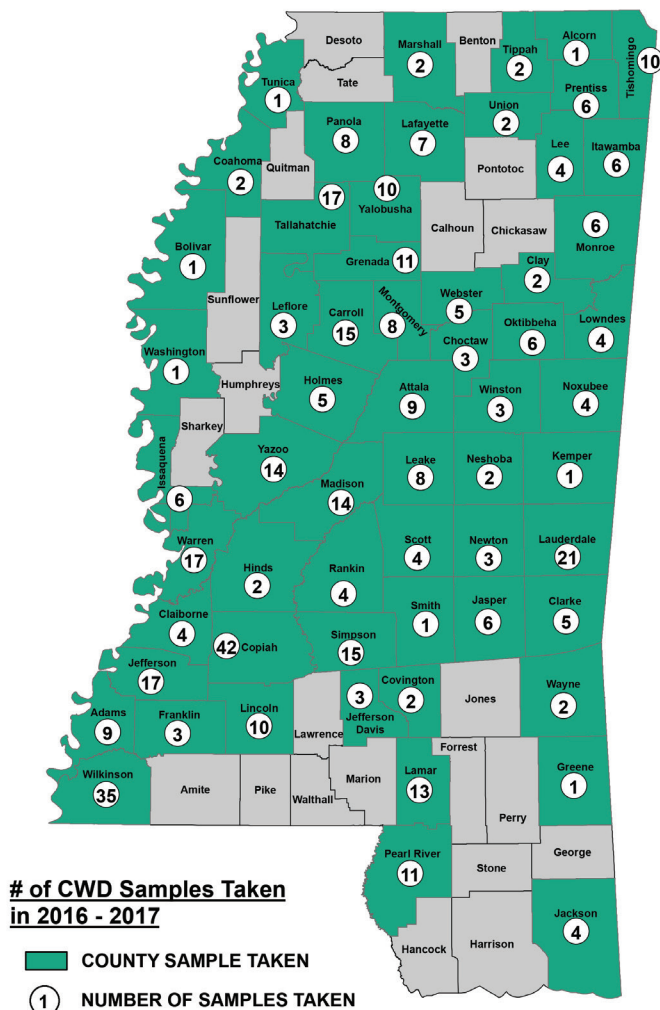 Desoto
Marshall
2
Benton
Tippah
2
Alcorn
1
Tishomingo
10
Tate
Tunica
1
Prentiss
6
Panola
8
Lafayette
7
Union
2
Lee
4
Itawamba
6
Quitman
Coahoma
2
Pontotoc
17
Tallahatchie
10
Yalobusha
Calhoun
Chickasaw
6
Monroe
Bolivar
1
Grenada
11
Clay
2
Sunflower
Leflore
3
Carroll
15
Montgomery
8
Webster
5
Choctaw
3
Oktibbeha
6
Lowndes
4
Washington
1
Humphreys
Holmes
5
Attala
9
Winston
3
Noxubee
4
Sharkey
Issaquena
6
Yazoo
14
Madison
14
Leake
8
Neshoba
2
Kemper
1
Warren
17
Hinds
2
Rankin
4
Scott
4
Newton
3
Lauderdale
21
Claiborne
4
42
Copiah
Simpson
15
Smith
1
Jasper
6
Clarke
5
Jefferson
17
Lincoln
10
Lawrence
3
Jefferson
Davis
Covington
2
Jones
Wayne
2
Adams
9
Franklin
3
Wilkinson
35
Amite
Pike
Walthall
Marion
Lamar
13
Forrest
Perry
Greene
1
Pearl River
11
Stone
George
Hancock
Harrison
Jackson
4
# of CWD Samples Taken
in 2016 - 2017
COUNTY SAMPLE TAKEN
1
NUMBER OF SAMPLES TAKEN